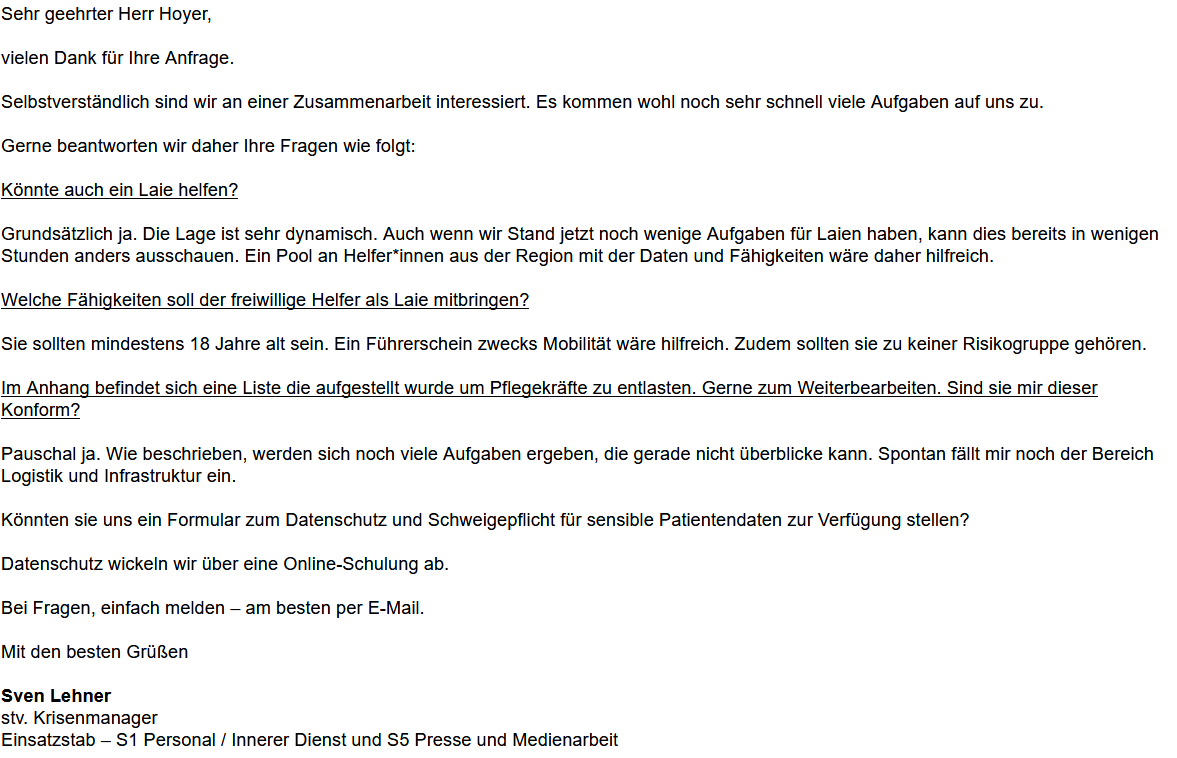 Sehr geehrter Herr Hoyer,
vielen Dank für Ihre Anfrage.
Selbstverständlich sind wir an einer Zusammenarbeit interessiert. Es kommen wohl noch sehr schnell viele Aufgaben auf uns zu.
Gerne beantworten wir daher Ihre Fragen wie folgt:
Könnte auch ein Laie helfen?
Grundsätzlich ja. Die Lage ist sehr dynamisch. Auch wenn wir Stand jetzt noch wenige Aufgaben für Laien haben, kann dies bereits in wenigen
Stunden anders ausschauen. Ein Pool an Helfer*innen aus der Region mit der Daten und Fähigkeiten wäre daher hilfreich.
Welche Fähigkeiten soll der freiwillige Helfer als Laie mitbringen?
Sie sollten mindestens 18 Jahre alt sein. Ein Führerschein zwecks Mobilität wäre hilfreich. Zudem sollten sie zu keiner Risikogruppe gehören.
Im Anhang befindet sich eine Liste die aufgestellt wurde um Pflegekräfte zu entlasten. Gerne zum Weiterbearbeiten. Sind sie mir dieser
Konform?
Pauschal ja. Wie beschrieben, werden sich noch viele Aufgaben ergeben, die gerade nicht überblicke kann. Spontan fällt mir noch der Bereich
Logistik und Infrastruktur ein.
Könnten sie uns ein Formular zum Datenschutz und Schweigepflicht für sensible Patientendaten zur Verfügung stellen?
Datenschutz wickeln wir über eine Online-Schulung ab.
Bei Fragen, einfach melden – am besten per E-Mail.
Mit den besten Grüßen
Sven Lehner
stv. Krisenmanager
Einsatzstab – S1 Personal / Innerer Dienst und S5 Presse und Medienarbeit